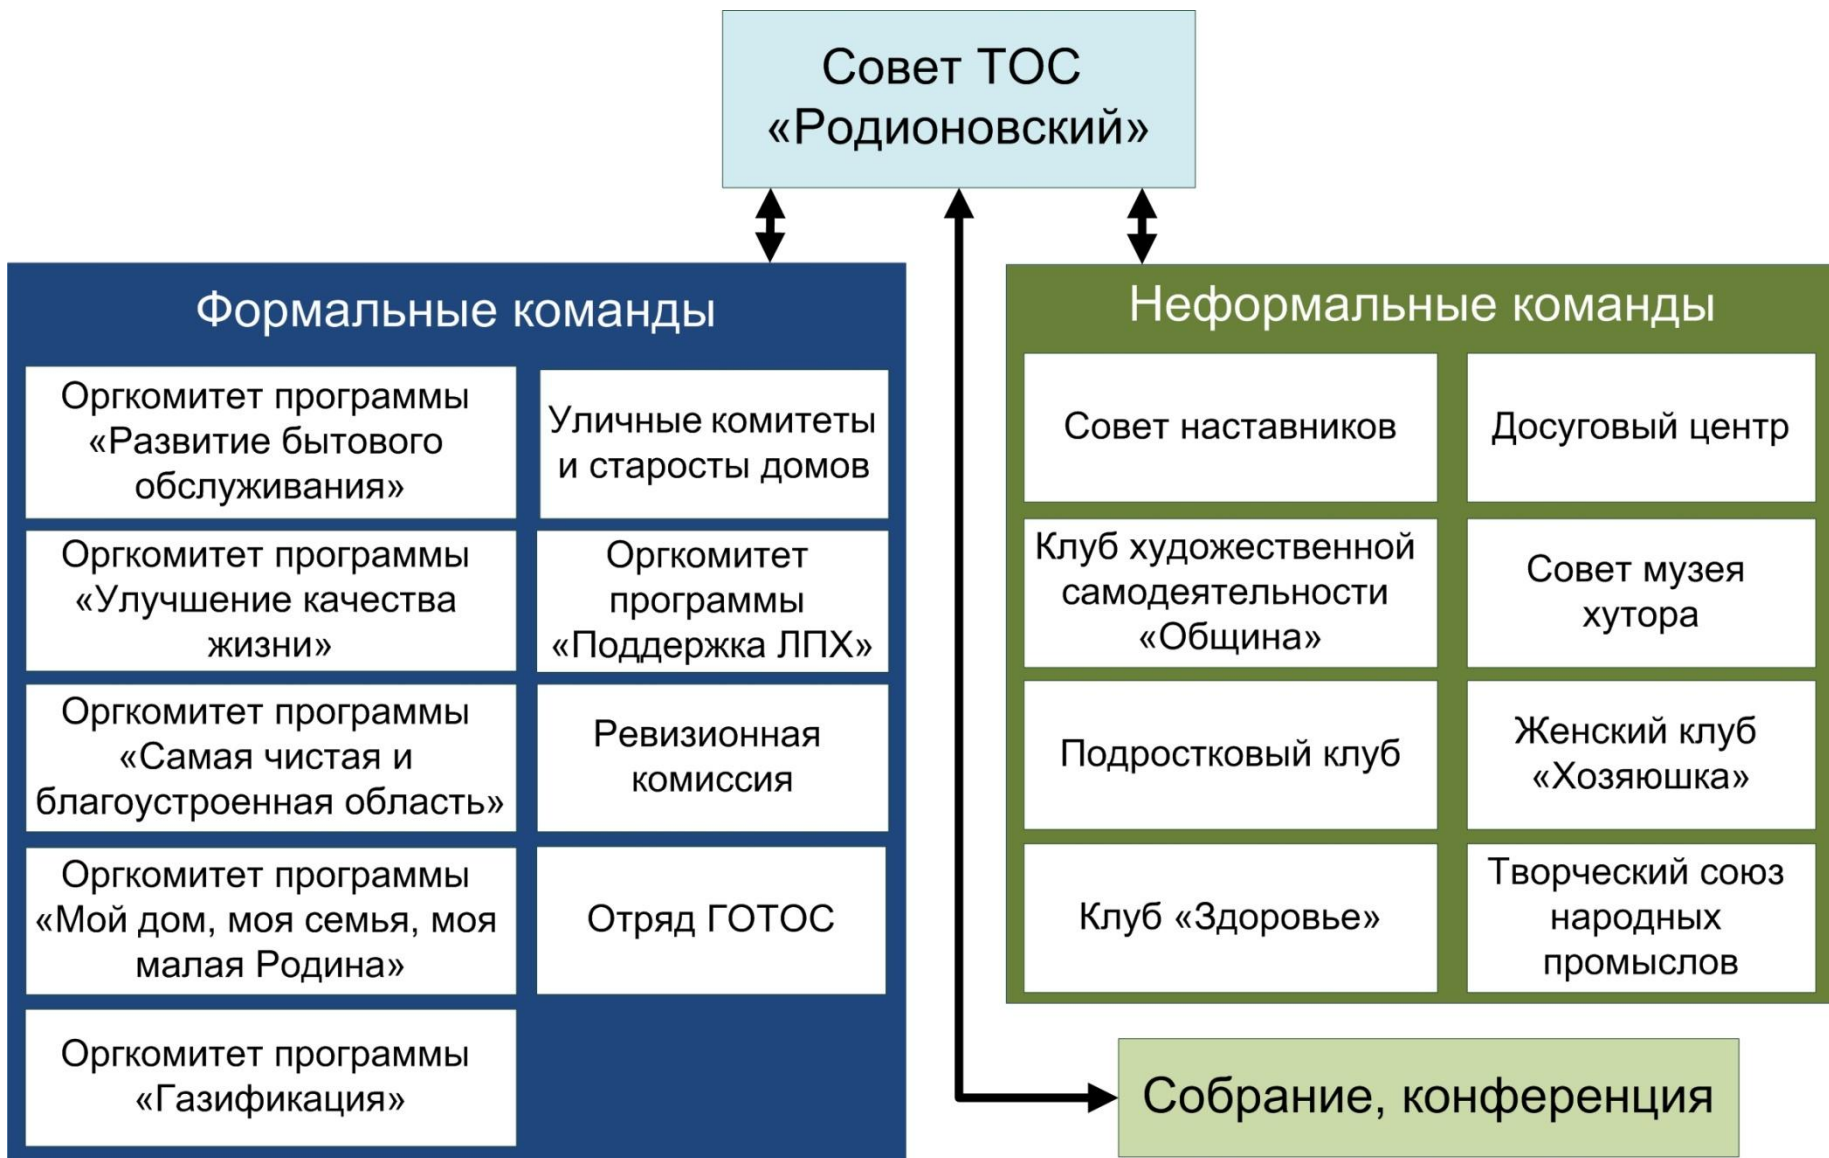 Совет ТОС
«Родионовский»
Формальные команды
Оргкомитет программы
«Развитие бытового
обслуживания»
Уличные комитеты
и старосты домов
Оргкомитет программы
«Улучшение качества
жизни»
Оргкомитет
программы
«Поддержка ЛПХ»
Оргкомитет программы
«Самая чистая и
благоустроенная область»
Ревизионная
комиссия
Оргкомитет программы
«Мой дом, моя семья, моя
малая Родина»
Отряд ГОТОС
Оргкомитет программы
«Газификация»
Неформальные команды
Совет наставников
Досуговый центр
Клуб художественной
самодеятельности
«Община»
Совет музея
хутора
Подростковый клуб
Женский клуб
«Хозяюшка»
Клуб «Здоровье»
Творческий союз
народных
промыслов
Собрание, конференция